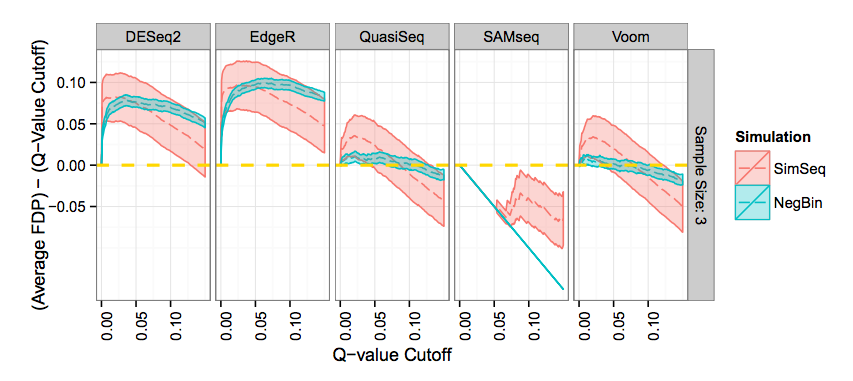 DESeq2 EdgeR QuasiSeq SAMseq Voom
(Average FDP) − (Q−Value Cutoff)
0.10
0.05
0.00
−0.05
Sample Size: 3
Simulation
SimSeq
NegBin
0.00 0.05 0.10 0.00 0.05 0.10 0.00 0.05 0.10 0.00 0.05 0.10 0.00 0.05 0.10
Q−value Cutoff